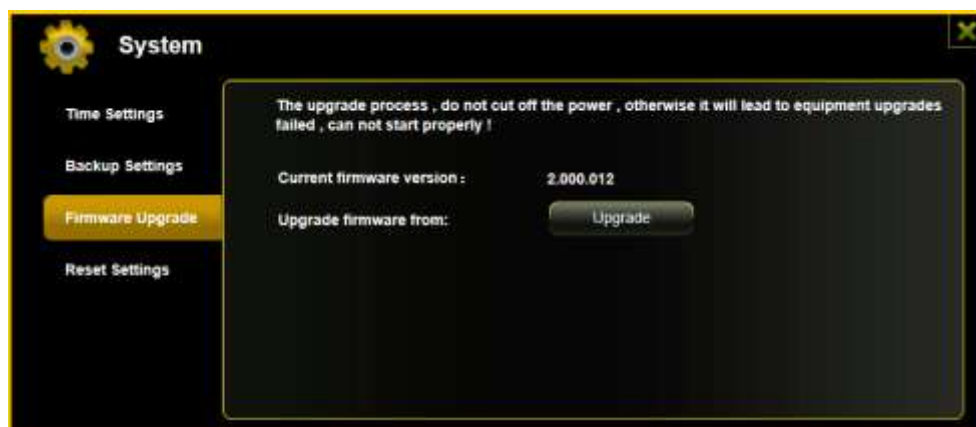 System
Time Settings
Backup Settings
Firmware Upgrade
Reset Settings
The upgrade process , do not cut off the power , otherwise it will lead to equipment upgrades
failed , can not start properly !
Current firmware version : 2.000.012
Upgrade firmware from: Upgrade